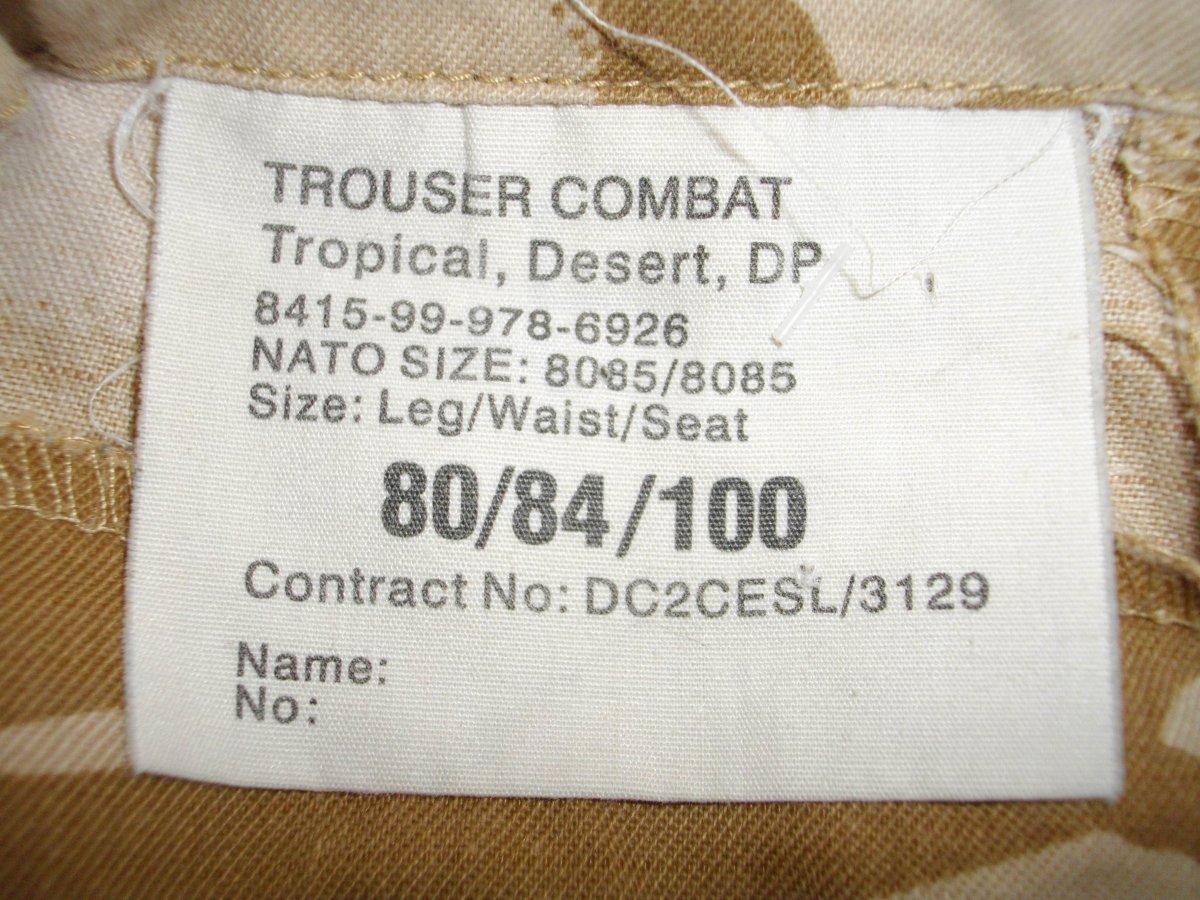 TROUSER COMBAT
Tropical, Desert, DP
8415-99-978-6926
NATO SIZE: 8085/8085
Size: Leg/Waist/Seat
80/84/100
Contract No: DC2CESL/3129
Name:
No: